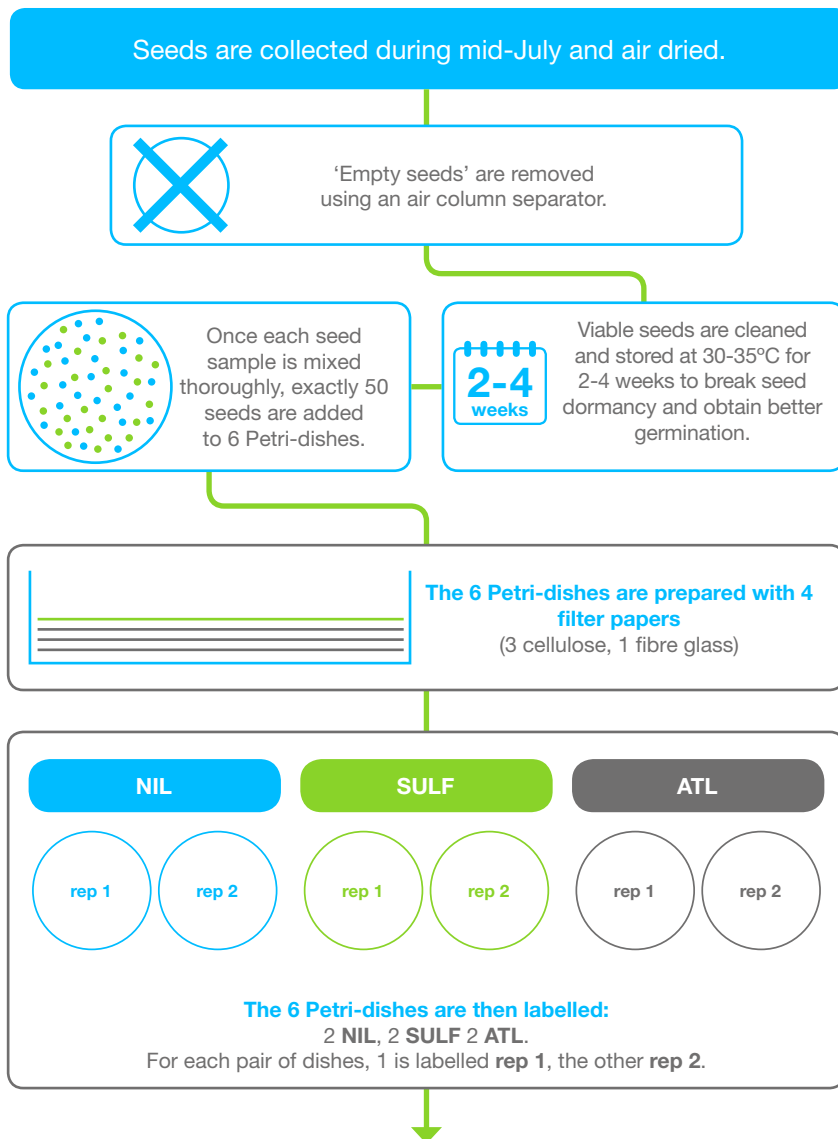 Seeds are collected during mid-July and air dried.
‘Empty seeds’ are removed
using an air column separator.
Once each seed
sample is mixed
thoroughly, exactly 50
seeds are added
to 6 Petri-dishes.
2-4
weeks
Viable seeds are cleaned
and stored at 30-35ºC for
2-4 weeks to break seed
dormancy and obtain better
germination.
The 6 Petri-dishes are prepared with 4
filter papers
(3 cellulose, 1 fibre glass)
NIL
SULF
ATL
rep 1
rep 2
rep 1
rep 2
rep 1
rep 2
The 6 Petri-dishes are then labelled:
2 NIL, 2 SULF 2 ATL.
For each pair of dishes, 1 is labelled rep 1, the other rep 2.